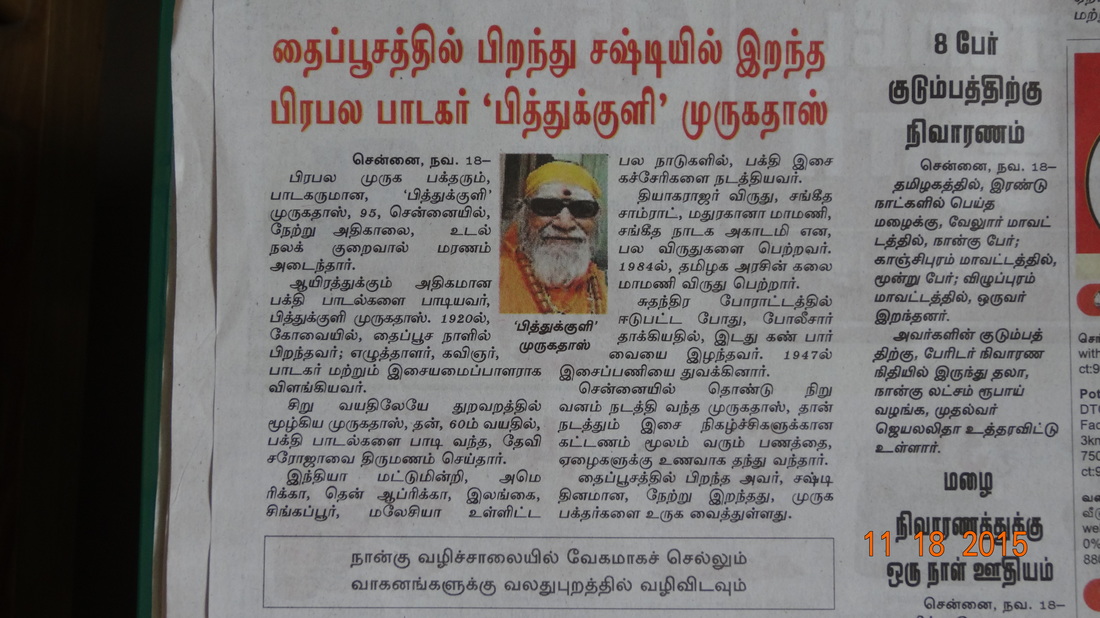 தைப்பூசத்தில் பிறந்து சஷ்டியில் இறந்த
பிரபல பாடகர் ‘பித்துக்குளி’ முருகதாஸ்
சென்னை, நவ. 18–
பிரபல முருக பக்தரும்,
பாடகருமான, ‘பித்துக்குளி’
முருகதாஸ், 95, சென்னையில்,
நேற்று அதிகாலை, உடல்
நலக் குறைவால் மரணம்
அடைந்தார்.
ஆயிரத்துக்கும் அதிகமான
பக்தி பாடல்களை பாடியவர்,
பித்துக்குளி முருகதாஸ். 1920ல்,
கோவையில், தைப்பூச நாளில்
பிறந்தவர்; எழுத்தாளர், கவிஞர்,
பாடகர் மற்றும் இசையமைப்பாளராக
விளங்கியவர்.
சிறு வயதிலேயே துறவறத்தில்
மூழ்கிய முருகதாஸ், தன், 60ம் வயதில்,
பக்தி பாடல்களை பாடி வந்த, தேவி
சரோஜாவை திருமணம் செய்தார்.
இந்தியா மட்டுமின்றி, அமெ
ரிக்கா, தென் ஆப்ரிக்கா, இலங்கை,
சிங்கப்பூர், மலேசியா உள்ளிட்ட
‘பித்துக்குளி’
முருகதாஸ்
பல நாடுகளில், பக்தி இசை
கச்சேரிகளை நடத்தியவர்.
தியாகராஜர் விருது, சங்கீத
சாம்ராட், மதுரகானா மாமணி,
சங்கீத நாடக அகாடமி என,
பல விருதுகளை பெற்றவர்.
1984ல், தமிழக அரசின் கலை
மாமணி விருது பெற்றார்.
சுதந்திர போராட்டத்தில்
ஈடுபட்ட போது, போலீசார்
தாக்கியதில், இடது கண் பார்
வையை இழந்தவர். 1947ல்
இசைப்பணியை துவக்கினார்.
சென்னையில் தொண்டு நிறு
வனம் நடத்தி வந்த முருகதாஸ், தான்
நடத்தும் இசை நிகழ்ச்சிகளுக்கான
கட்டணம் மூலம் வரும் பணத்தை,
ஏழைகளுக்கு உணவாக தந்து வந்தார்.
தைப்பூசத்தில் பிறந்த அவர், சஷ்டி
தினமான, நேற்று இறந்தது, முருக
பக்தர்களை உருக வைத்துள்ளது.
நான்கு வழிச்சாலையில் வேகமாகச் செல்லும்
வாகனங்களுக்கு வலதுபுறத்தில் வழிவிடவும்
8 பேர்
குடும்பத்திற்கு
நிவாரணம்
சென்னை, நவ. 18–
தமிழகத்தில், இரண்டு
நாட்களில் பெய்த
மழைக்கு, வேலூர் மாவட்
டத்தில், நான்கு பேர்;
காஞ்சிபுரம் மாவட்டத்தில்,
மூன்று பேர்; விழுப்புரம்
மாவட்டத்தில், ஒருவர்
இறந்தனர்.
அவர்களின் குடும்பத்
திற்கு, பேரிடர் நிவாரண
நிதியில் இருந்து தலா,
நான்கு லட்சம் ரூபாய்
வழங்க, முதல்வர்
ஜெயலலிதா உத்தரவிட்டு
உள்ளார்.
மழை
நிவாரணத்துக்கு
ஒரு நாள் ஊதியம்
சென்னை, நவ. 18–
11 18 2015
with
ct:9
DTC
3km
750
ct:9
0%